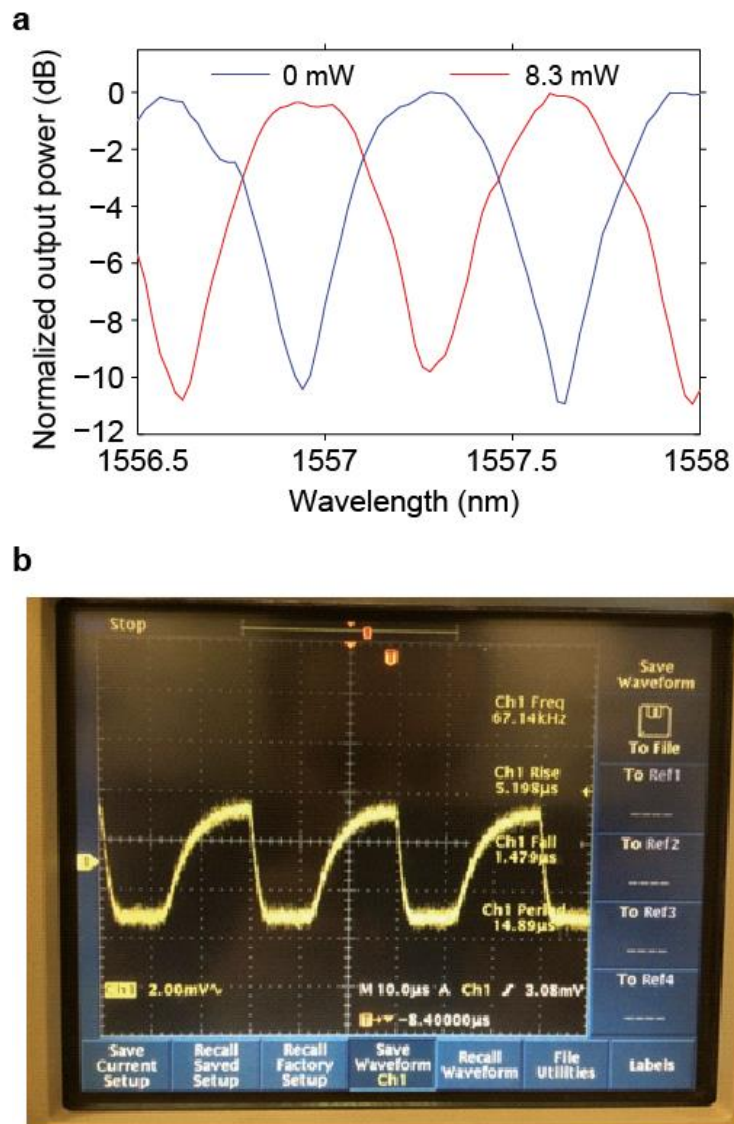 a
0 mW 8.3 mW
Normalized output power (dB)
0
−2
−4
−6
−8
−10
−12
1556.5 1557 1557.5 1558
Wavelength (nm)
b
Stop
Save
Waveform
To File
Ch1 Freq
67.14kHz
Ch1 Rise
5.198µs
Ch1 Fall
1.479µs
Ch1 Period
14.89µs
To Ref1
----
To Ref2
----
To Ref3
----
To Ref4
----
1
Ch1 2.00mV∿ M 10.0µs A Ch1 ʃ 3.08mV
-8.40000µs
Save Current Setup
Recall Saved Setup
Recall Factory Setup
Save Waveform Ch1
Recall Waveform
File Utilities
Labels